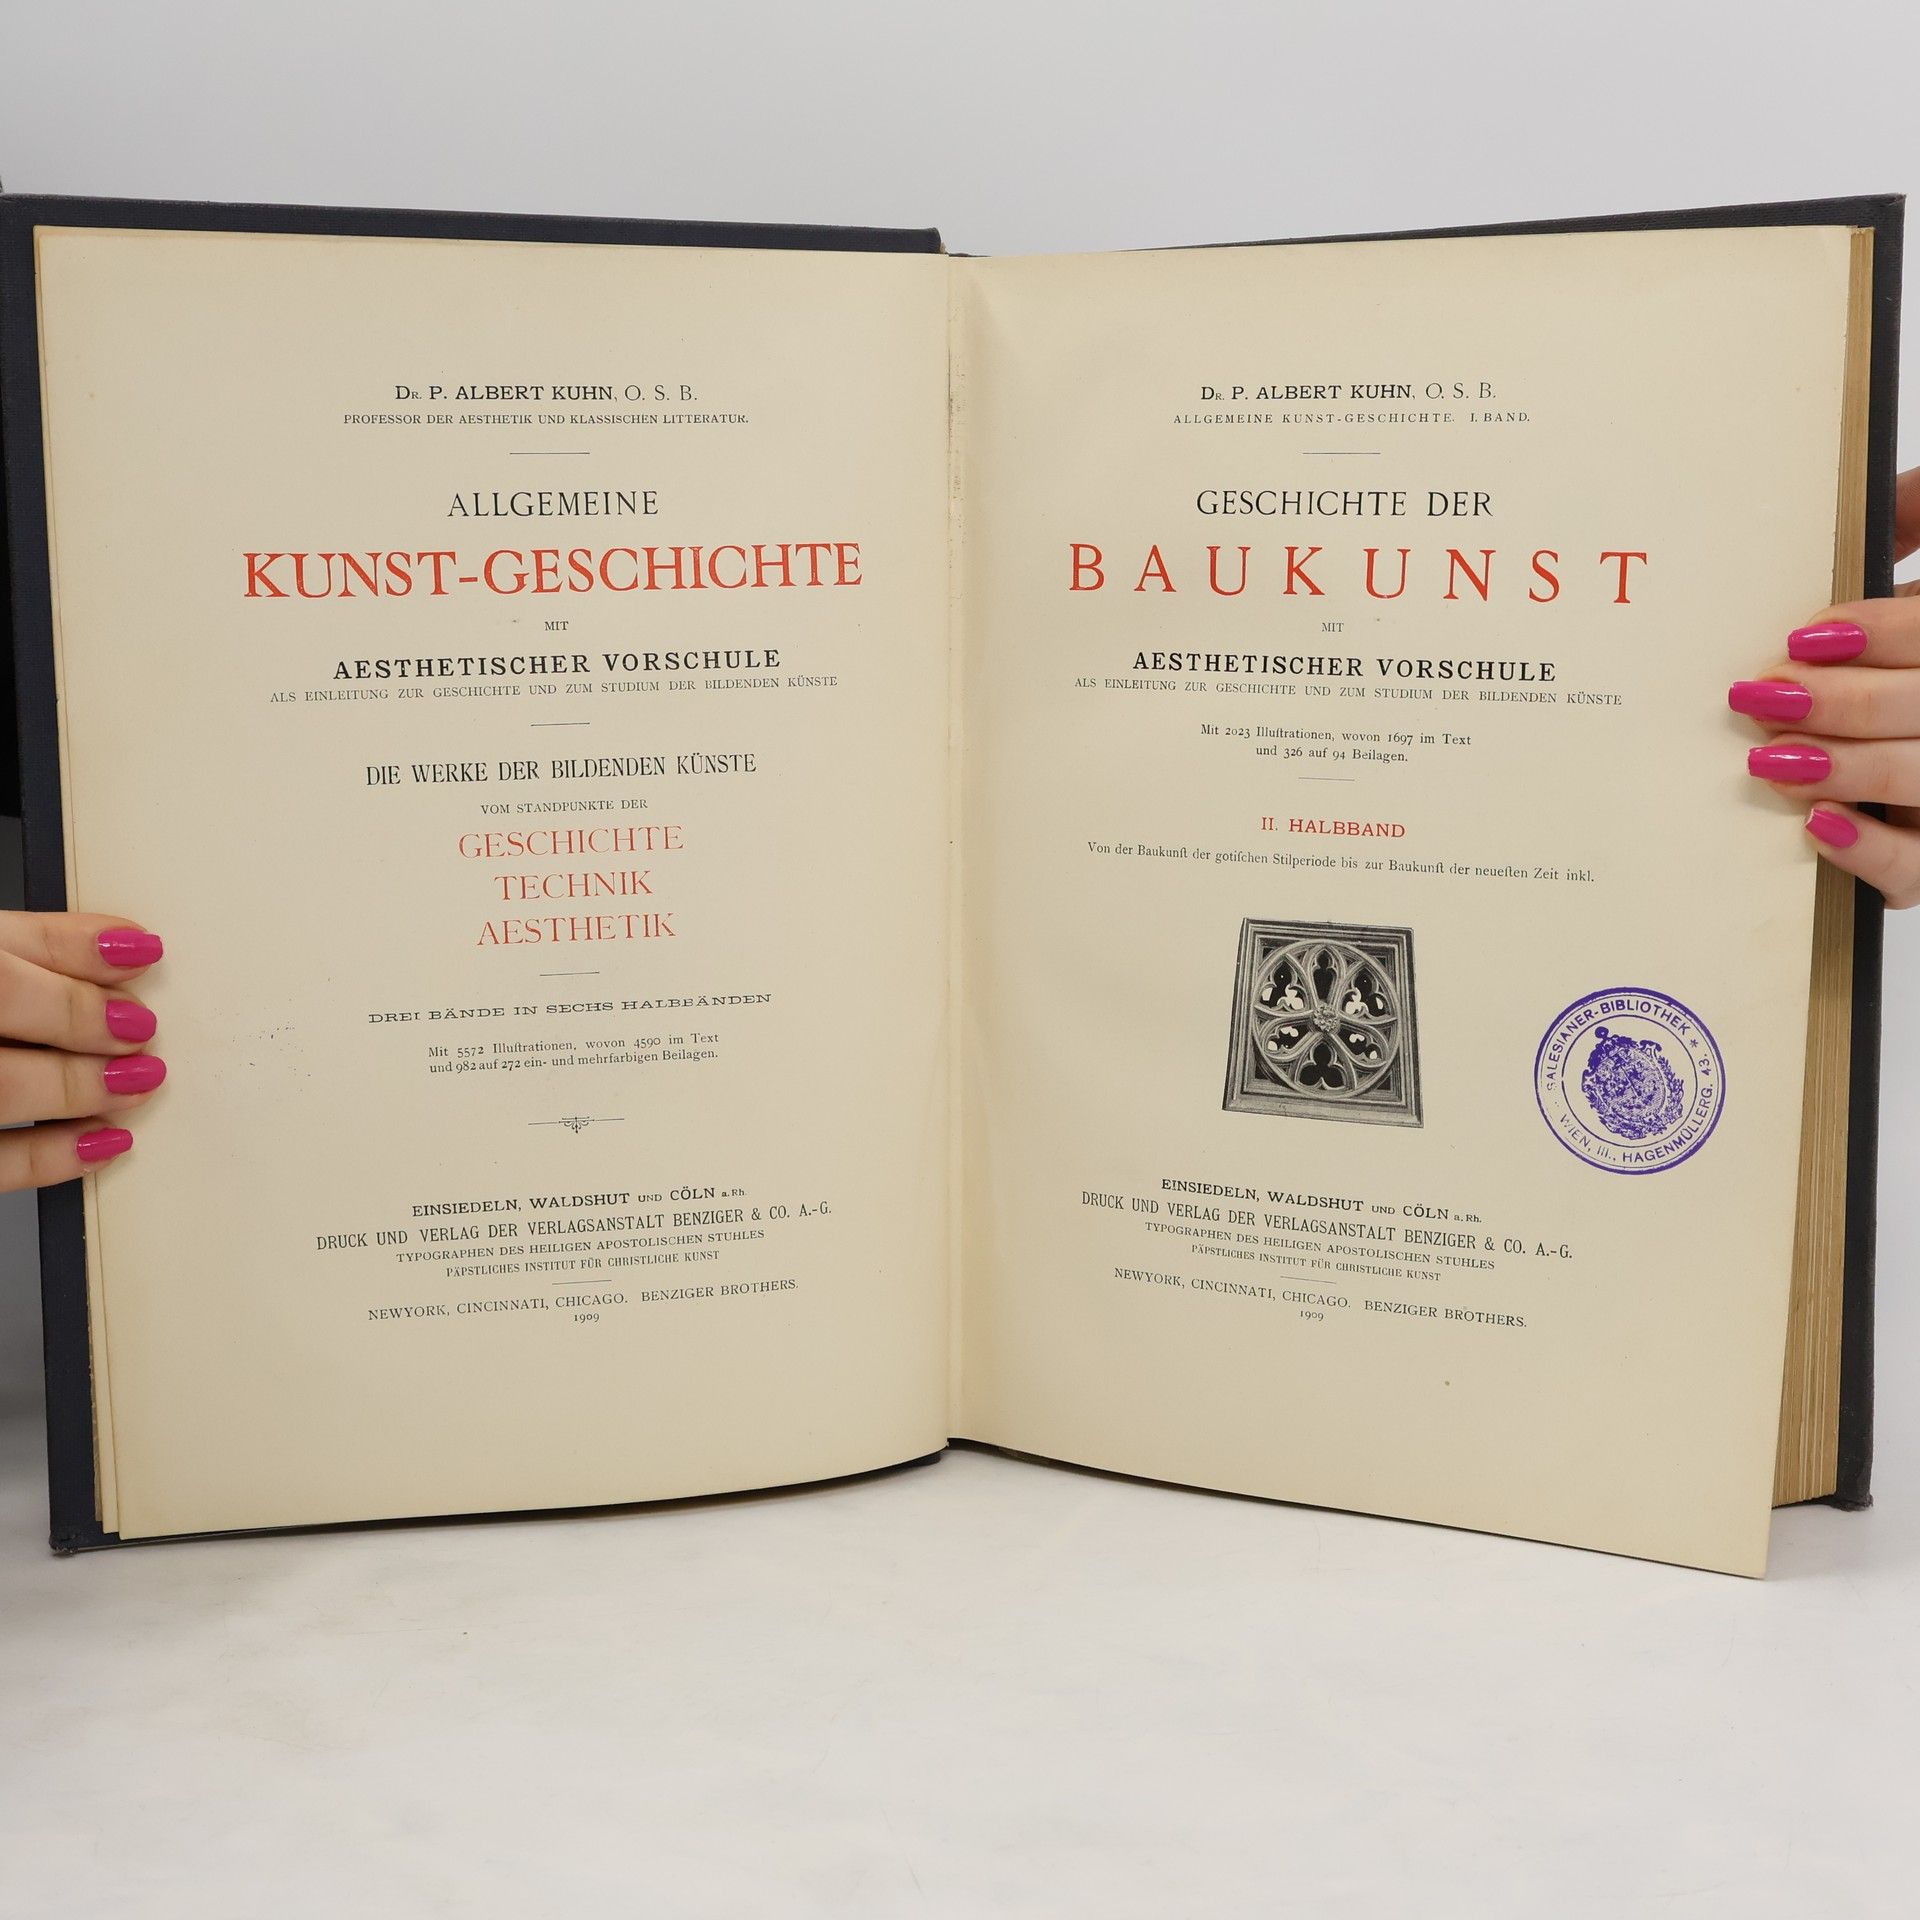 DR. P. ALBERT KUHN, O. S. B.
PROFESSOR DER AESTHETIK UND KLASSISCHEN LITTERATUR.
ALLGEMEINE
KUNST-GESCHICHTE
MIT
AESTHETISCHER VORSCHULE
ALS EINLEITUNG ZUR GESCHICHTE UND ZUM STUDIUM DER BILDENDEN KÜNSTE
DIE WERKE DER BILDENDEN KÜNSTE
VOM STANDPUNKTE DER
GESCHICHTE
TECHNIK
AESTHETIK
DREI BÄNDE IN SECHS HALBBÄNDEN
Mit 5572 Illuſtrationen, wovon 4590 im Text
und 982 auf 272 ein- und mehrfarbigen Beilagen.
EINSIEDELN, WALDSHUT UND CÖLN a. Rh.
DRUCK UND VERLAG DER VERLAGSANSTALT BENZIGER & CO. A.-G.
TYPOGRAPHEN DES HEILIGEN APOSTOLISCHEN STUHLES
PÄPSTLICHES INSTITUT FÜR CHRISTLICHE KUNST
NEWYORK, CINCINNATI, CHICAGO. BENZIGER BROTHERS.
1909
DR. P. ALBERT KUHN, O. S. B.
ALLGEMEINE KUNST-GESCHICHTE. I. BAND.
GESCHICHTE DER
BAUKUNST
MIT
AESTHETISCHER VORSCHULE
ALS EINLEITUNG ZUR GESCHICHTE UND ZUM STUDIUM DER BILDENDEN KÜNSTE
Mit 2023 Illuſtrationen, wovon 1697 im Text
und 326 auf 94 Beilagen.
II. HALBBAND
Von der Baukunſt der gotiſchen Stilperiode bis zur Baukunſt der neueſten Zeit inkl.
SALESIANER-BIBLIOTHEK *
WIEN, III., HAGENMÜLLERG. 43.
EINSIEDELN, WALDSHUT UND CÖLN a. Rh.
DRUCK UND VERLAG DER VERLAGSANSTALT BENZIGER & CO. A.-G.
TYPOGRAPHEN DES HEILIGEN APOSTOLISCHEN STUHLES
PÄPSTLICHES INSTITUT FÜR CHRISTLICHE KUNST
NEWYORK, CINCINNATI, CHICAGO. BENZIGER BROTHERS.
1909